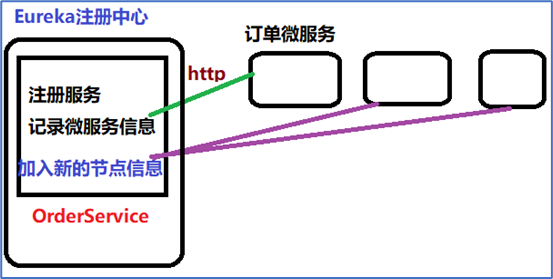 Eureka注册中心
订单微服务
http
注册服务
记录微服务信息
加入新的节点信息
OrderService